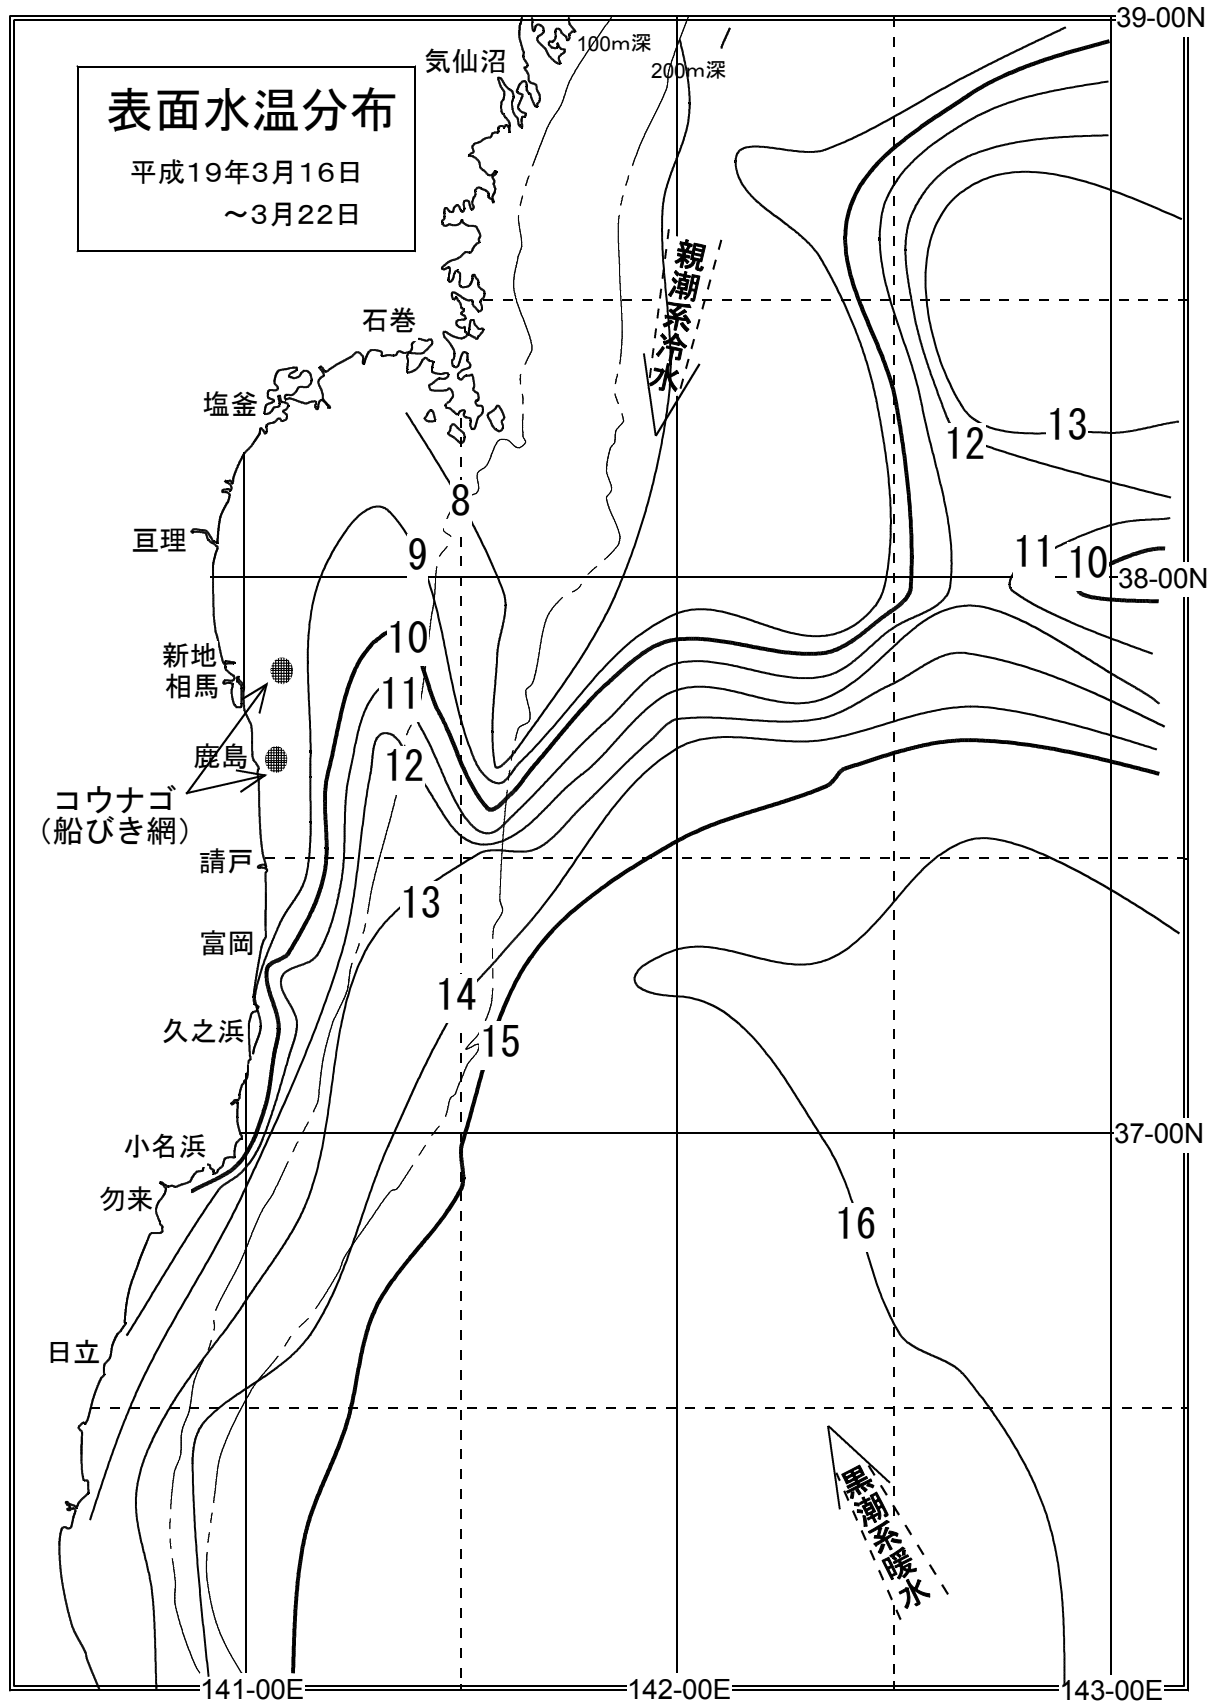 39-00N
100m深
気仙沼
200m深
表面水温分布
平成19年3月16日
～3月22日
親潮系冷水
石巻
塩釜
13
12
8
亘理
9
11
10
38-00N
10
新地
相馬
11
鹿島
12
コウナゴ
（船びき網）
請戸
13
富岡
14
久之浜
15
37-00N
小名浜
勿来
16
日立
黒潮系暖水
141-00E
142-00E
143-00E